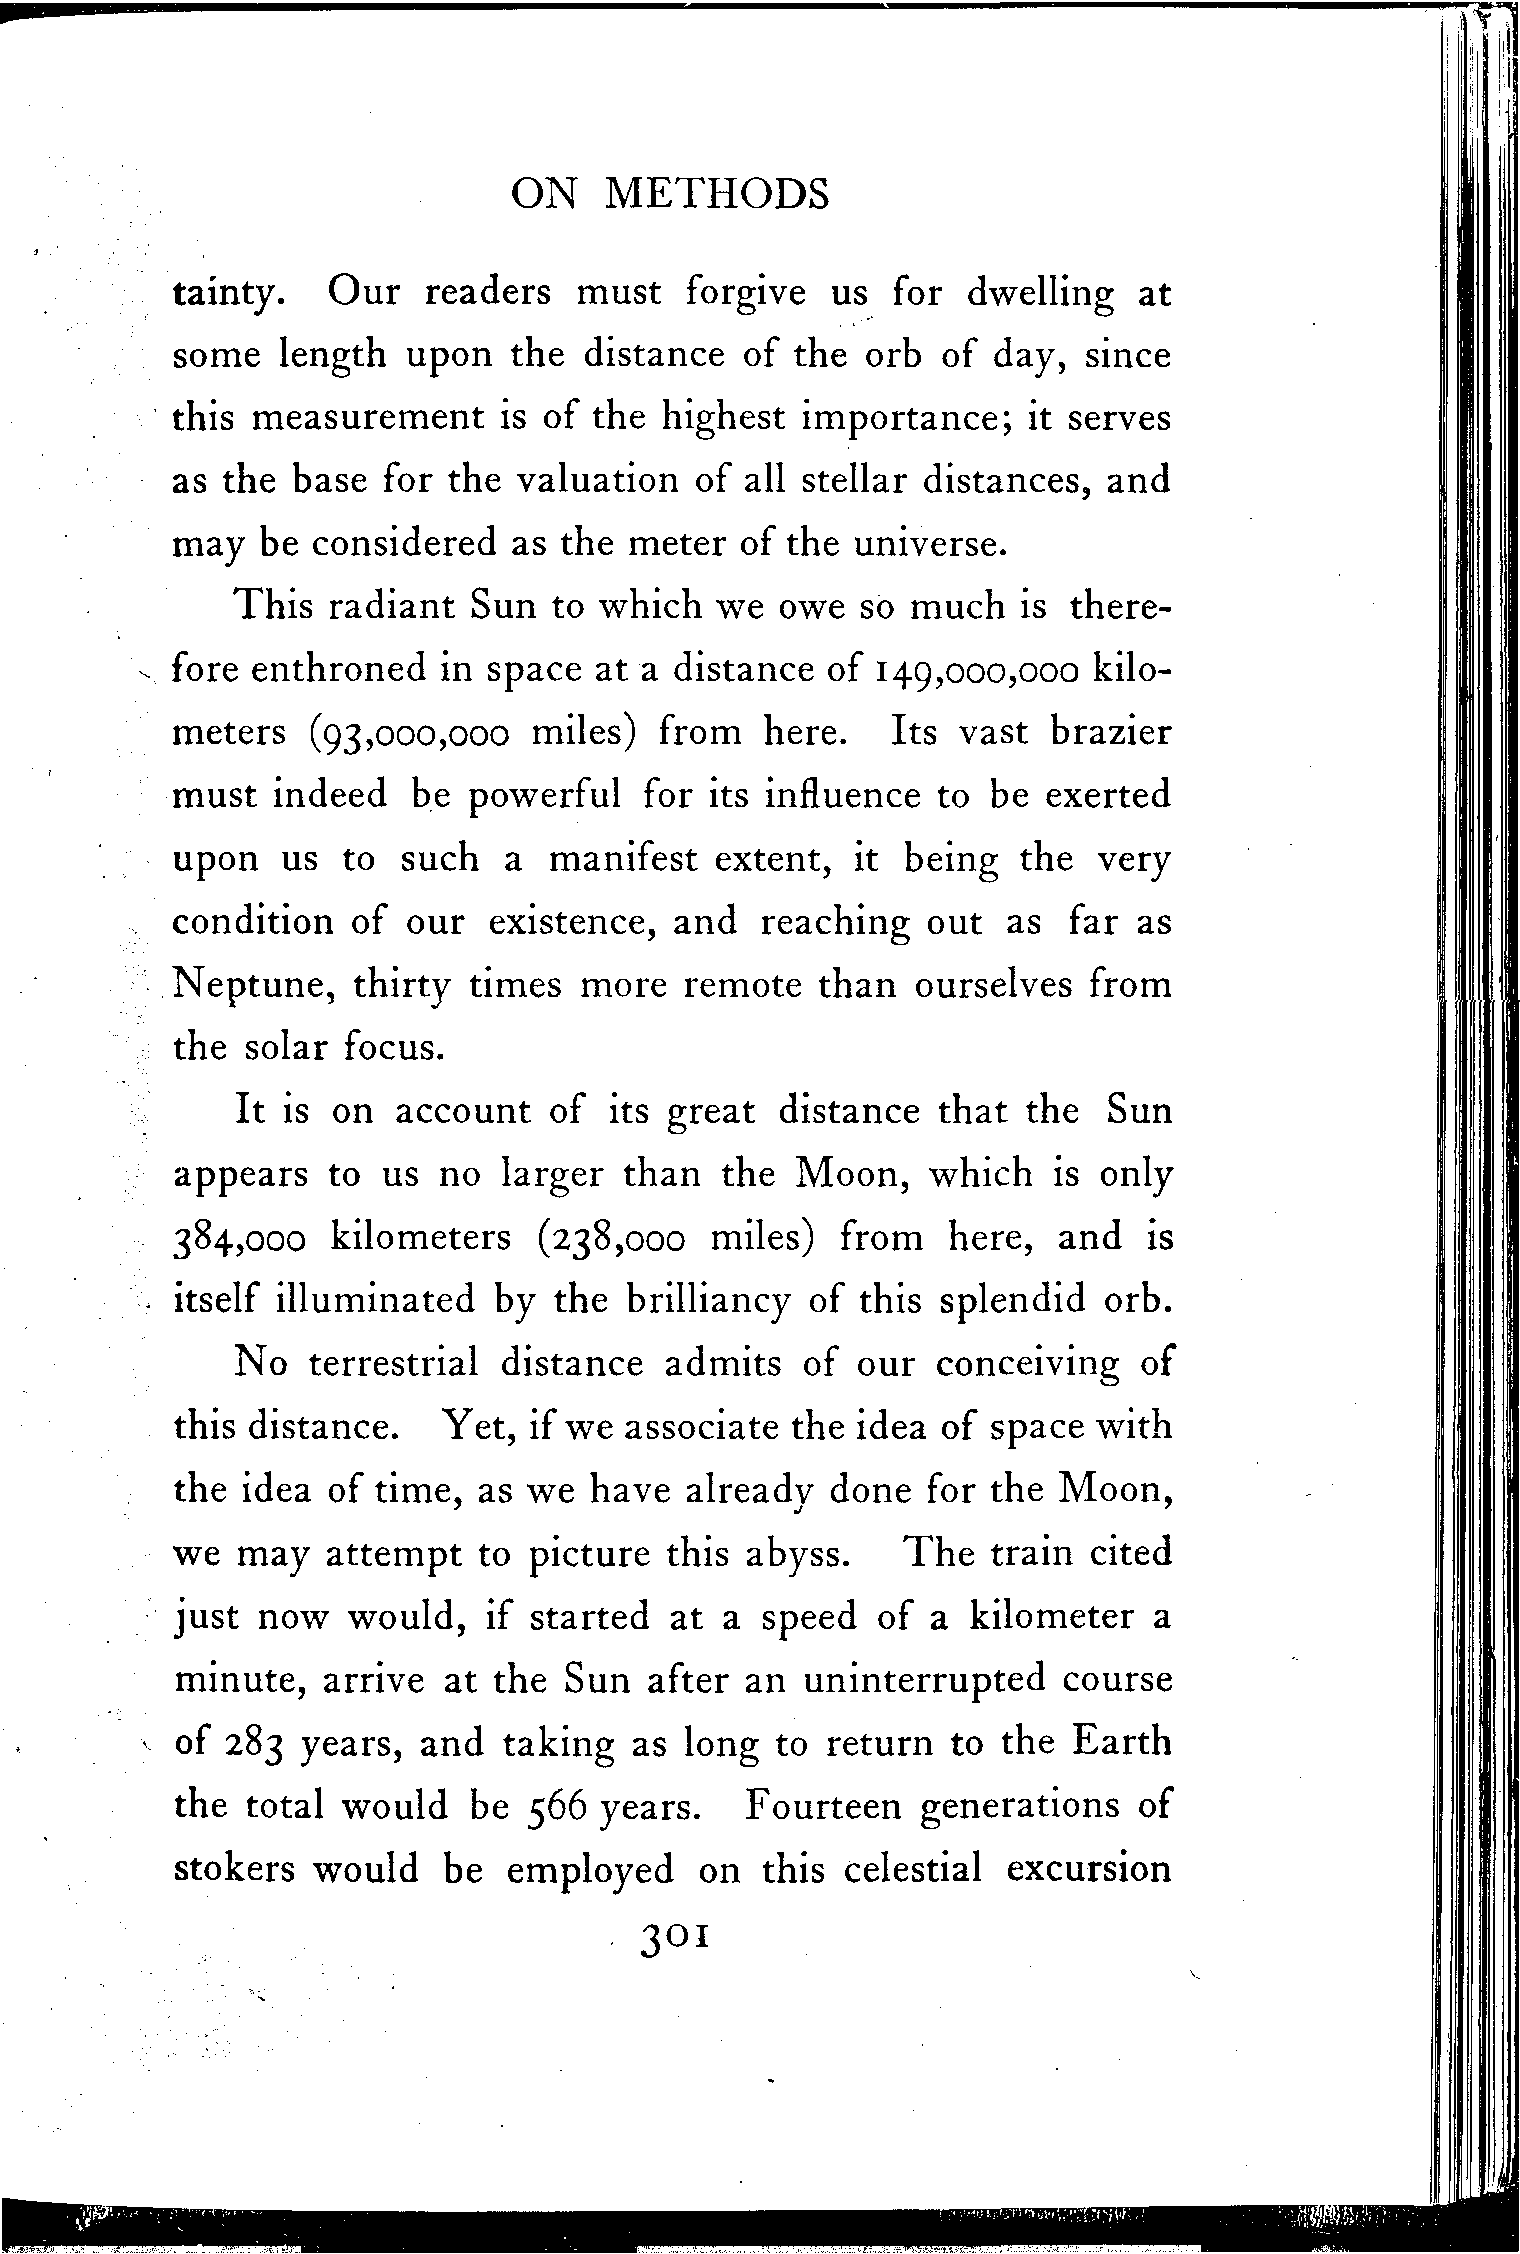 ON METHODS
tainty. Our readers must forgive us for dwelling at
some length upon the distance of the orb of day, since
this measurement is of the highest importance; it serves
as the base for the valuation of all stellar distances, and
may be considered as the meter of the universe.
This radiant Sun to which we owe so much is there-
fore enthroned in space at a distance of 149,000,000 kilo-
meters (93,000,000 miles) from here. Its vast brazier
must indeed be powerful for its influence to be exerted
upon us to such a manifest extent, it being the very
condition of our existence, and reaching out as far as
Neptune, thirty times more remote than ourselves from
the solar focus.
It is on account of its great distance that the Sun
appears to us no larger than the Moon, which is only
384,000 kilometers (238,000 miles) from here, and is
itself illuminated by the brilliancy of this splendid orb.
No terrestrial distance admits of our conceiving of
this distance. Yet, if we associate the idea of space with
the idea of time, as we have already done for the Moon,
we may attempt to picture this abyss. The train cited
just now would, if started at a speed of a kilometer a
minute, arrive at the Sun after an uninterrupted course
of 283 years, and taking as long to return to the Earth
the total would be 566 years. Fourteen generations of
stokers would be employed on this celestial excursion
301